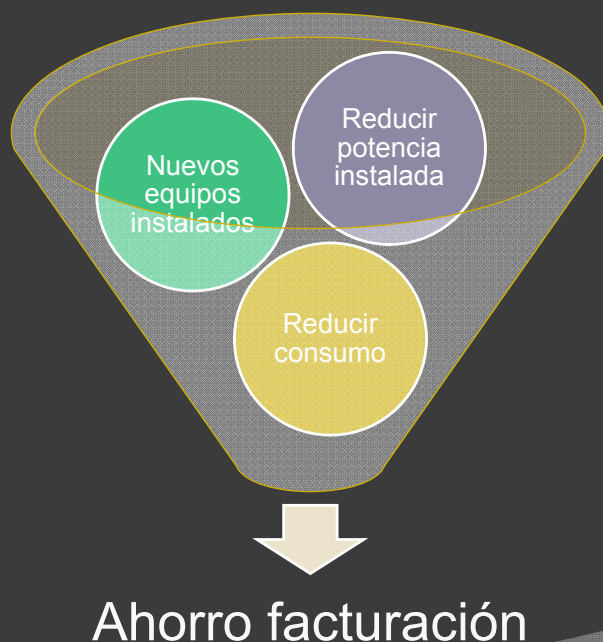 Nuevos
equipos
instalados
Reducir
potencia
instalada
Reducir
consumo
Ahorro facturación